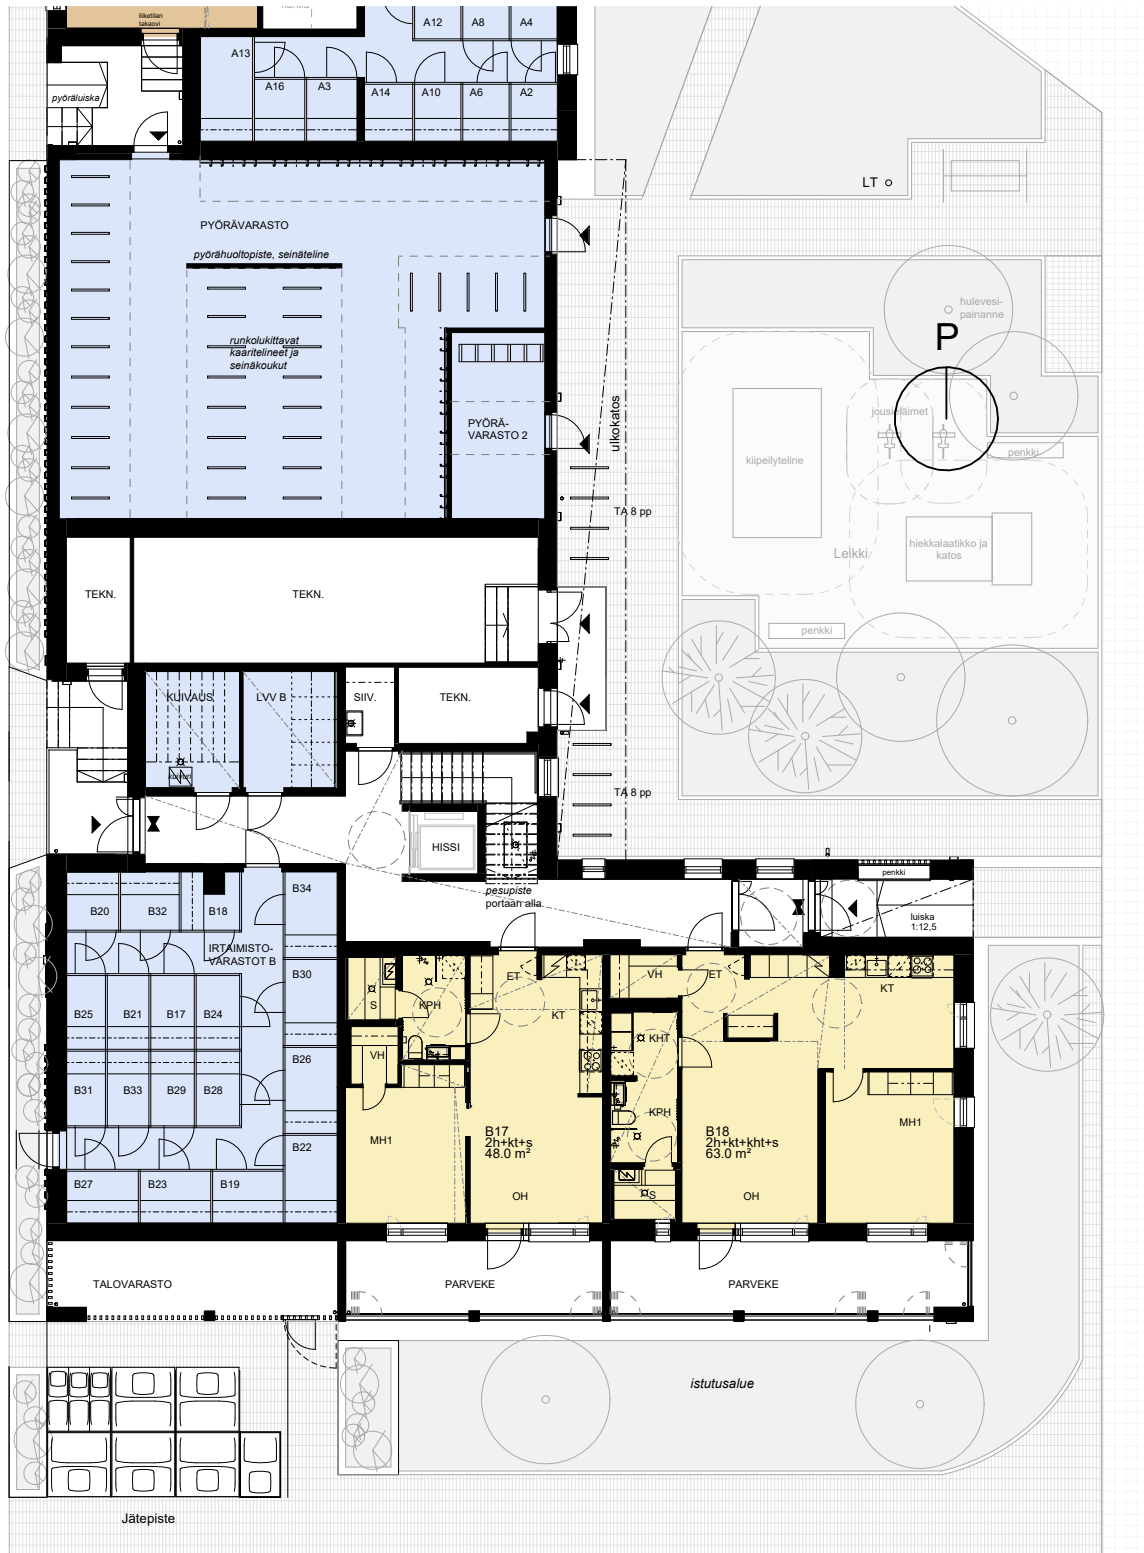 liiketilan
takaovi
A12
A8
A4
A13
A16
A3
A14
A10
A6
A2
pyöräluiska
LT
PYÖRÄVARASTO
pyörähuoltopiste, seinäteline
runkolukittavat
kaaritelineet ja
seinäkoukut
PYÖRÄ-
VARASTO 2
ulkokatos
hulevesi-
painanne
P
jousieläimet
penkki
kiipeilyteline
TA 8 pp
hiekkalaatikko ja
katos
Leikki
penkki
TEKN.
TEKN.
KUIVAUS
LVV B
SIIV.
TEKN.
TA 8 pp
HISSI
pesupiste
portaan alla.
penkki
luiska
1:12,5
B34
B20
B32
B18
IRTAIMISTO-
VARASTOT B
B30
B25
B21
B17
B24
B26
B31
B33
B29
B28
B22
B27
B23
B19
S
KPH
ET
KT
VH
MH1
B17
2h+kt+s
48.0 m²
OH
VH
ET
KT
KHT
KPH
S
B18
2h+kt+kht+s
63.0 m²
OH
MH1
TALOVARASTO
PARVEKE
PARVEKE
istutusalue
Jätepiste